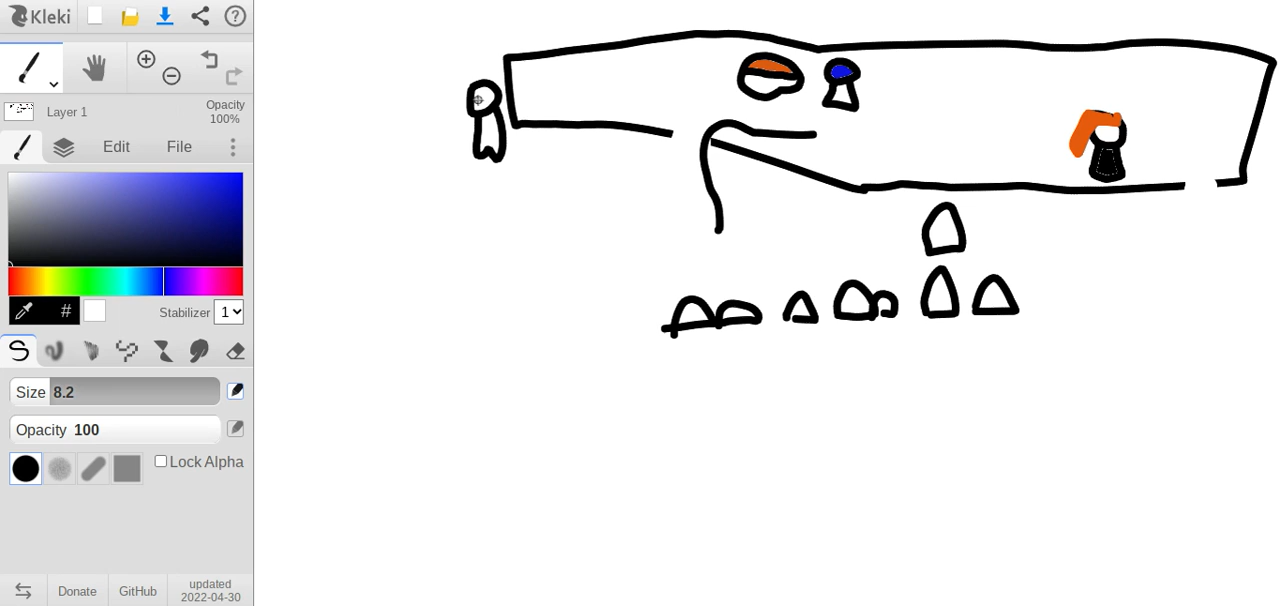 Kleki
?
Layer 1
Opacity
100%
Edit
File
#
Stabilizer 1
Size 8.2
Opacity 100
Lock Alpha
Donate
GitHub
updated
2022-04-30